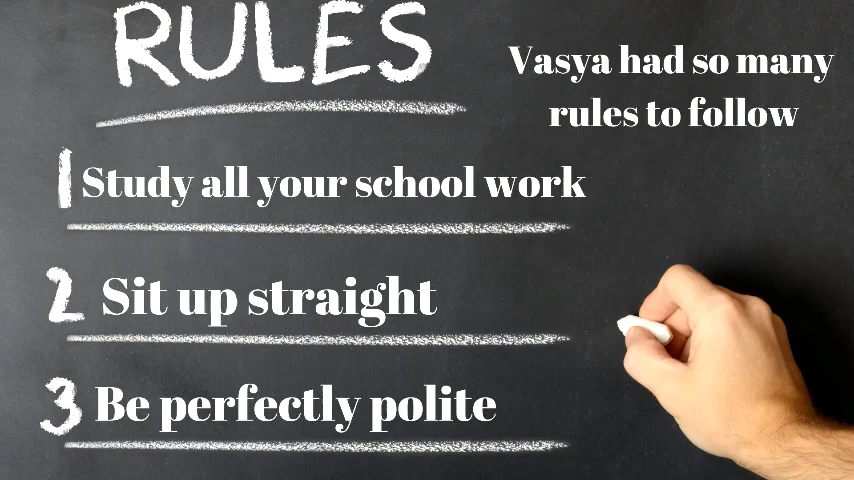 RULES
Vasya had so many
rules to follow
1 Study all your school work
2 Sit up straight
3 Be perfectly polite